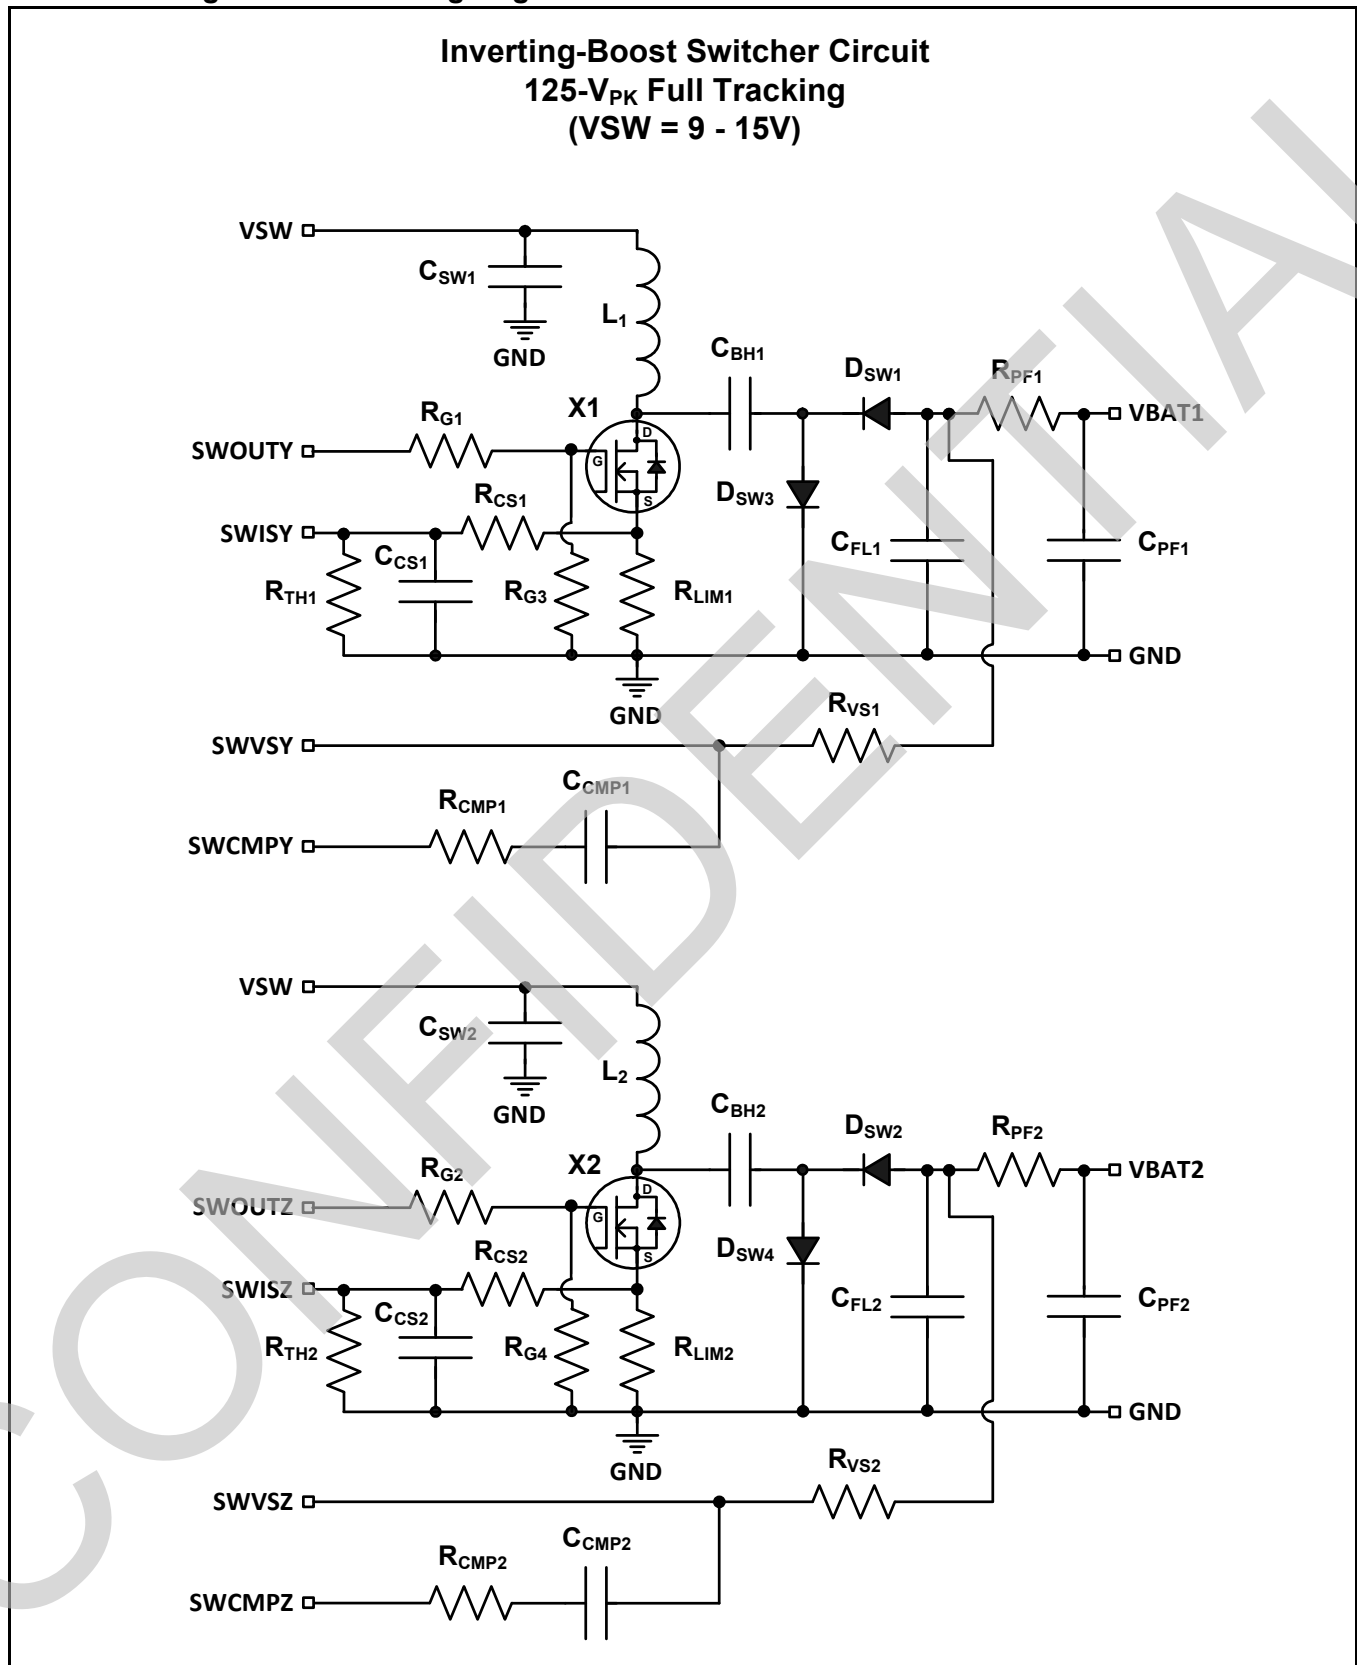 Inverting-Boost Switcher Circuit
125-VPK Full Tracking
(VSW = 9 - 15V)
VSW
CSW1
L1
GND
CBH1
DSW1
RPF1
X1
VBAT1
RG1
D
SWOUTY
G
S
DSW3
RCS1
SWISY
CCS1
CFL1
CPF1
RTH1
RG3
RLIM1
GND
GND
RVS1
SWVSY
CCMP1
RCMP1
SWCMPY
VSW
CSW2
L2
GND
CBH2
DSW2
RPF2
X2
VBAT2
RG2
D
SWOUTZ
G
S
DSW4
RCS2
SWISZ
CCS2
CFL2
CPF2
RTH2
RG4
RLIM2
GND
GND
RVS2
SWVSZ
CCMP2
RCMP2
SWCMPZ
CONFIDENTIAL